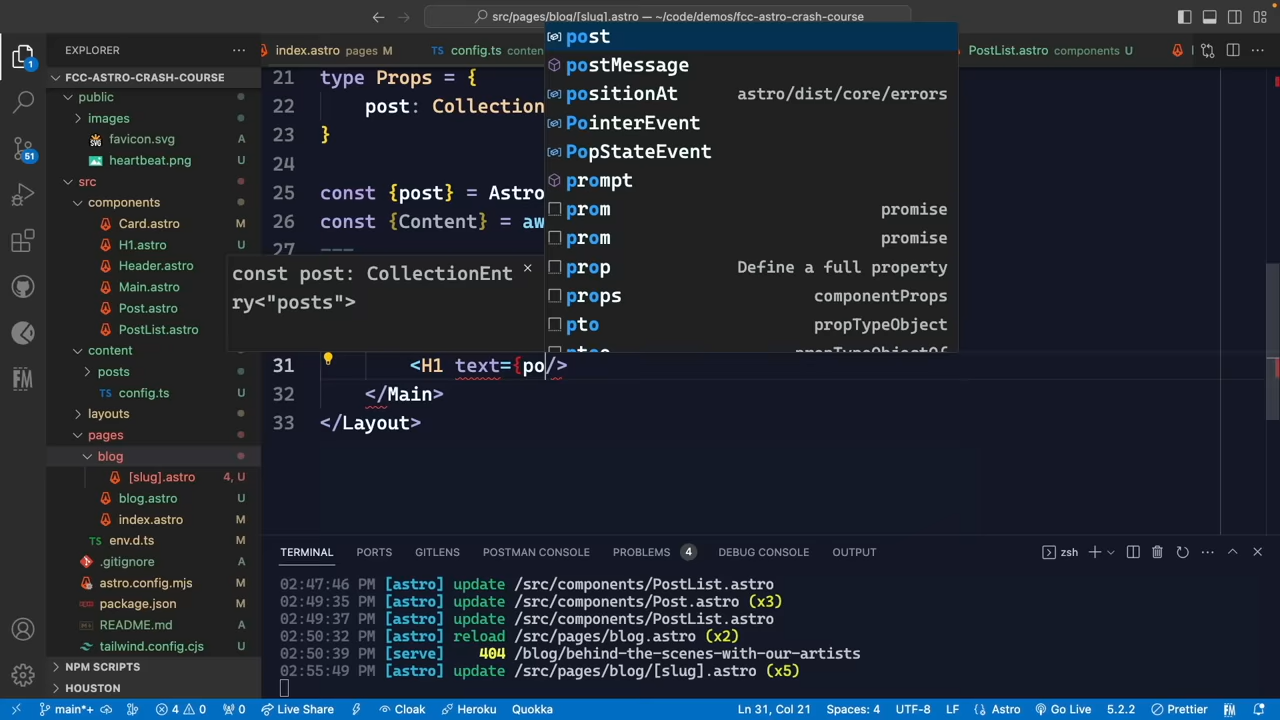 src/pages/blog/[slug].astro — ~/code/demos/fcc-astro-crash-course
EXPLORER
FCC-ASTRO-CRASH-COURSE
public
images
favicon.svg A
heartbeat.png U
src
components
Card.astro M
H1.astro U
Header.astro M
Main.astro M
Post.astro U
PostList.astro U
content
posts
config.ts U
layouts
pages
blog
[slug].astro 4, U
blog.astro U
index.astro M
env.d.ts U
.gitignore A
astro.config.mjs M
package.json M
README.md A
tailwind.config.cjs M
NPM SCRIPTS
HOUSTON
1
51
index.astro pages M
config.ts conten
PostList.astro components U
21 type Props = {
22 post: Collection
23 }
24
25 const {post} = Astro
26 const {Content} = aw
27 ---
const post: CollectionEnt
ry<"posts">
post
postMessage
positionAt astro/dist/core/errors
PointerEvent
PopStateEvent
prompt
prom promise
prom promise
prop Define a full property
props componentProps
pto propTypeObject
31 <H1 text={po/>
32 </Main>
33 </Layout>
TERMINAL PORTS GITLENS POSTMAN CONSOLE PROBLEMS 4 DEBUG CONSOLE OUTPUT
zsh
02:47:46 PM [astro] update /src/components/PostList.astro
02:49:35 PM [astro] update /src/components/Post.astro (x3)
02:49:37 PM [astro] update /src/components/PostList.astro
02:50:32 PM [astro] reload /src/pages/blog.astro (x2)
02:50:39 PM [serve] 404 /blog/behind-the-scenes-with-our-artists
02:55:49 PM [astro] update /src/pages/blog/[slug].astro (x5)
main*+ 4 0 0 Live Share Cloak Heroku Quokka Ln 31, Col 21 Spaces: 4 UTF-8 LF {} Astro Go Live 5.2.2 Prettier